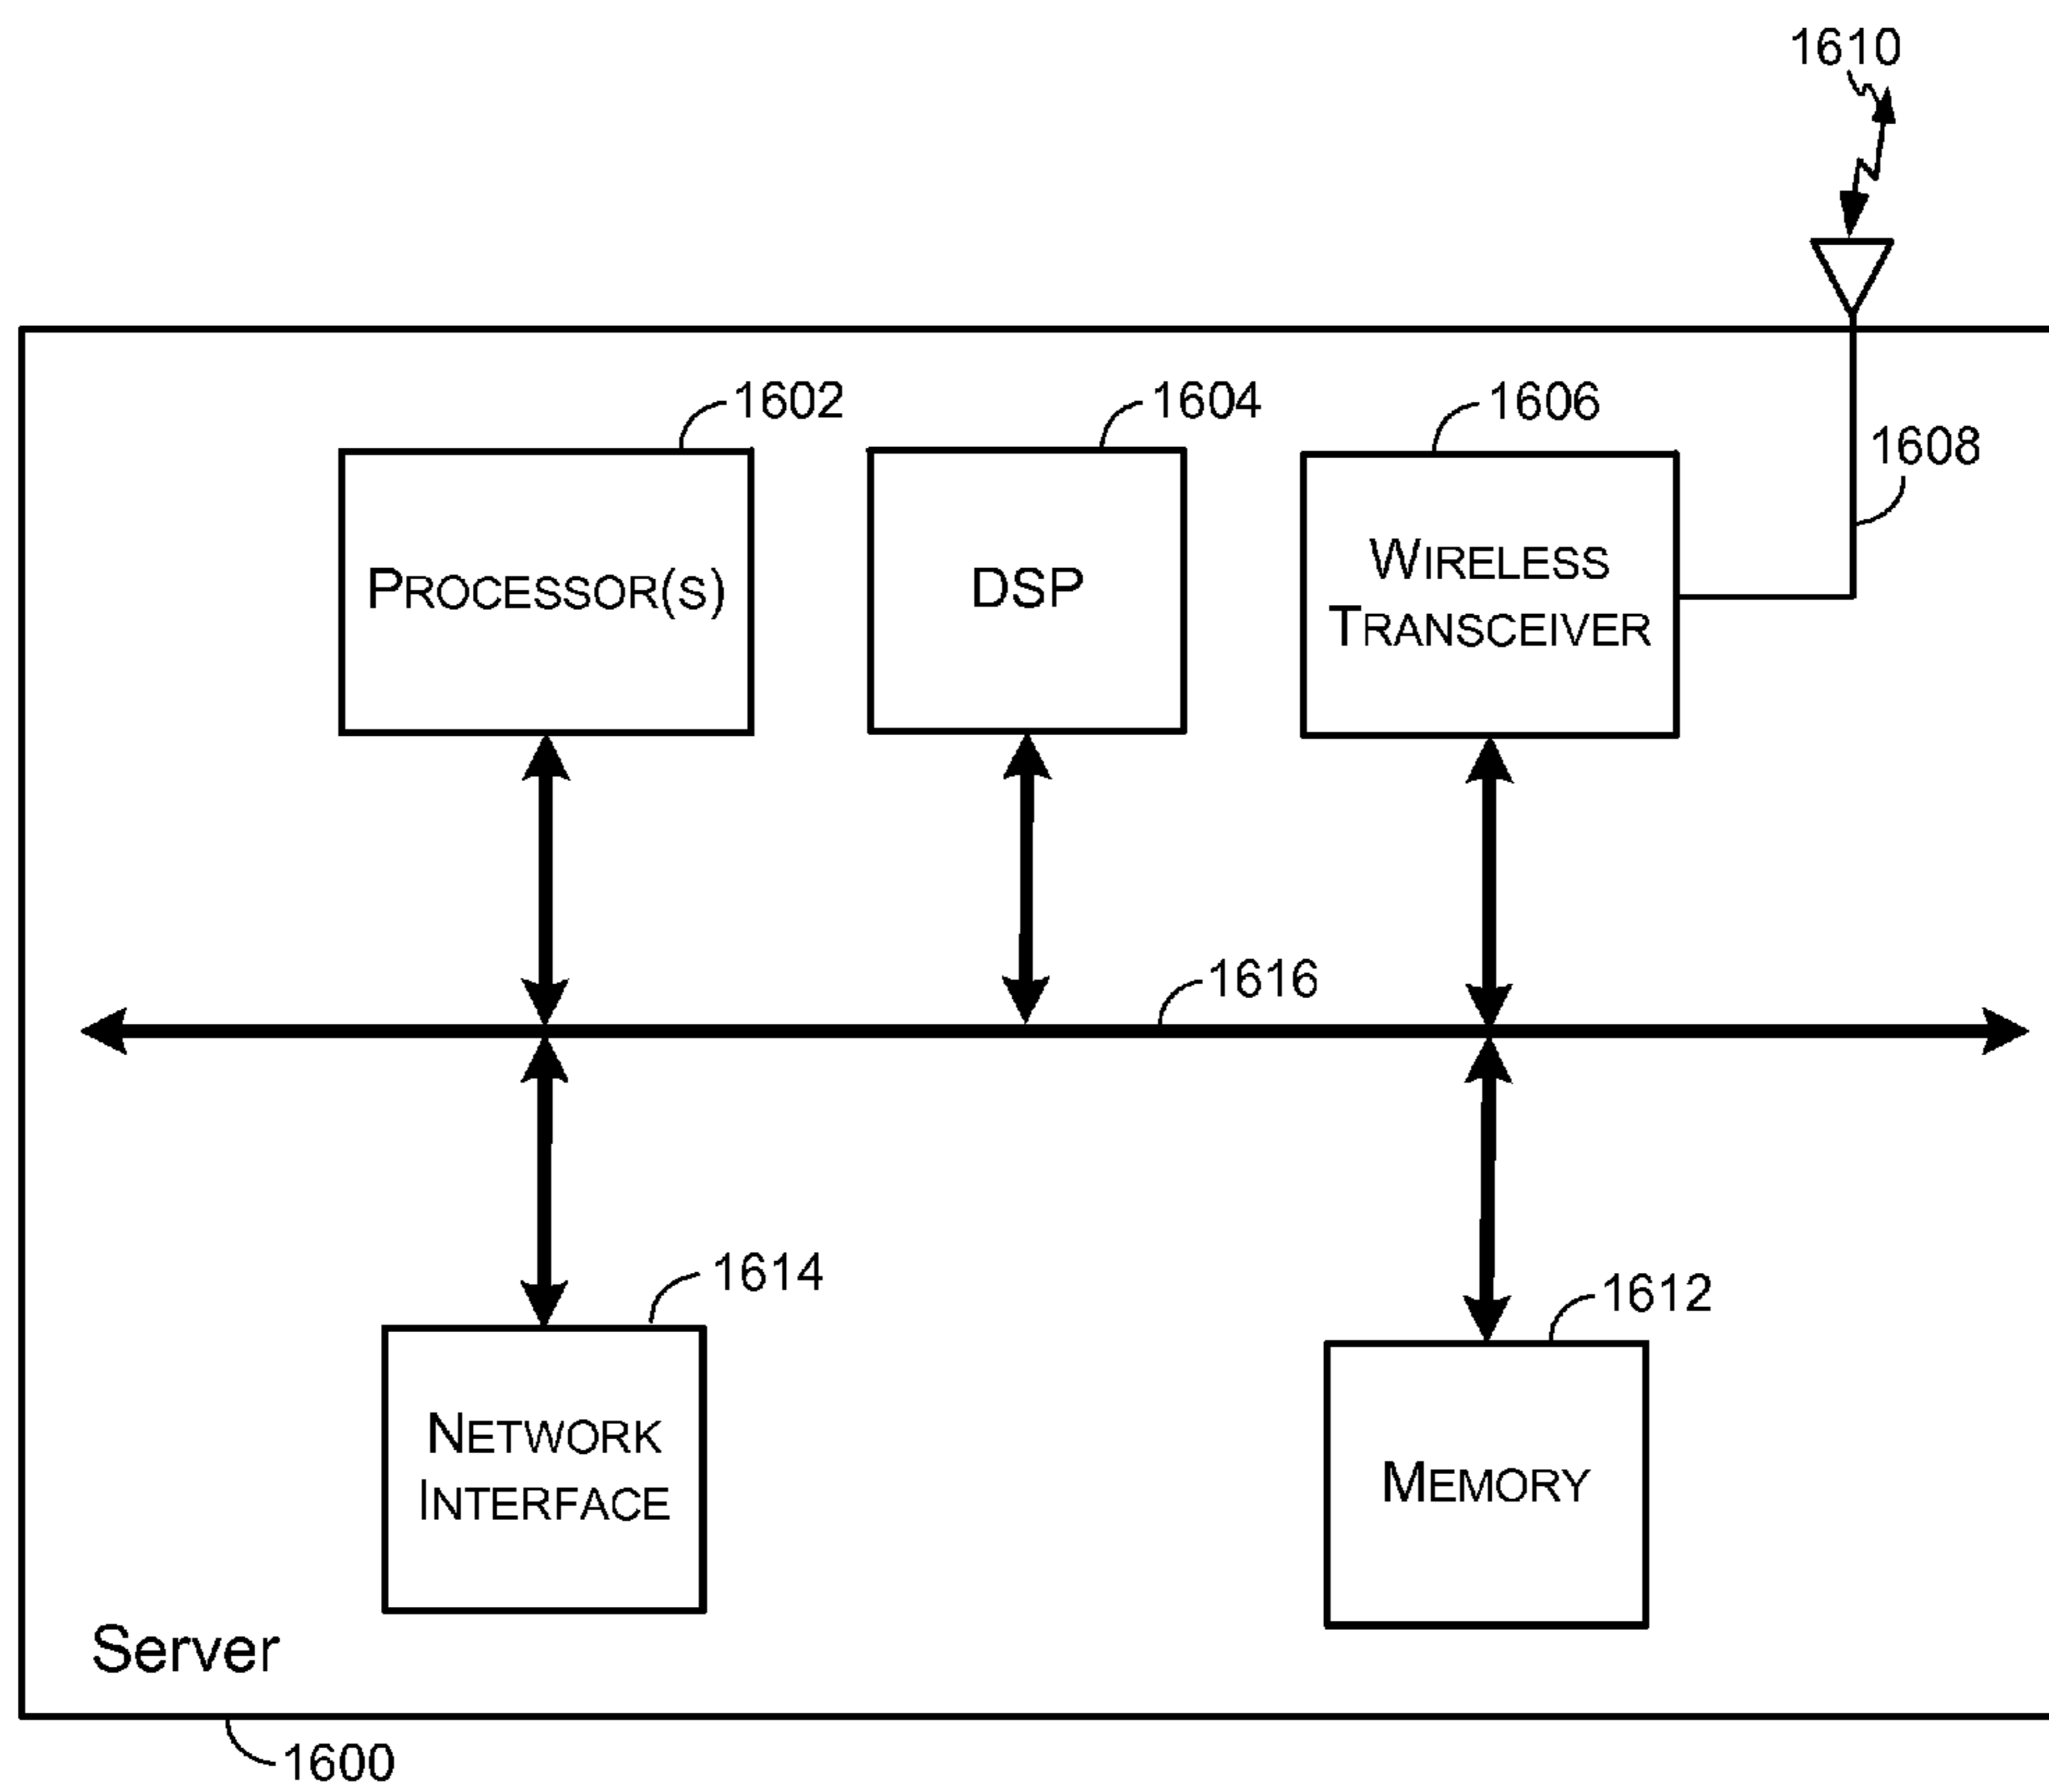 1610
1602
1604
1606
1608
PROCESSOR(S)
DSP
WIRELESS
TRANSCEIVER
1616
1614
1612
NETWORK
INTERFACE
MEMORY
Server
1600